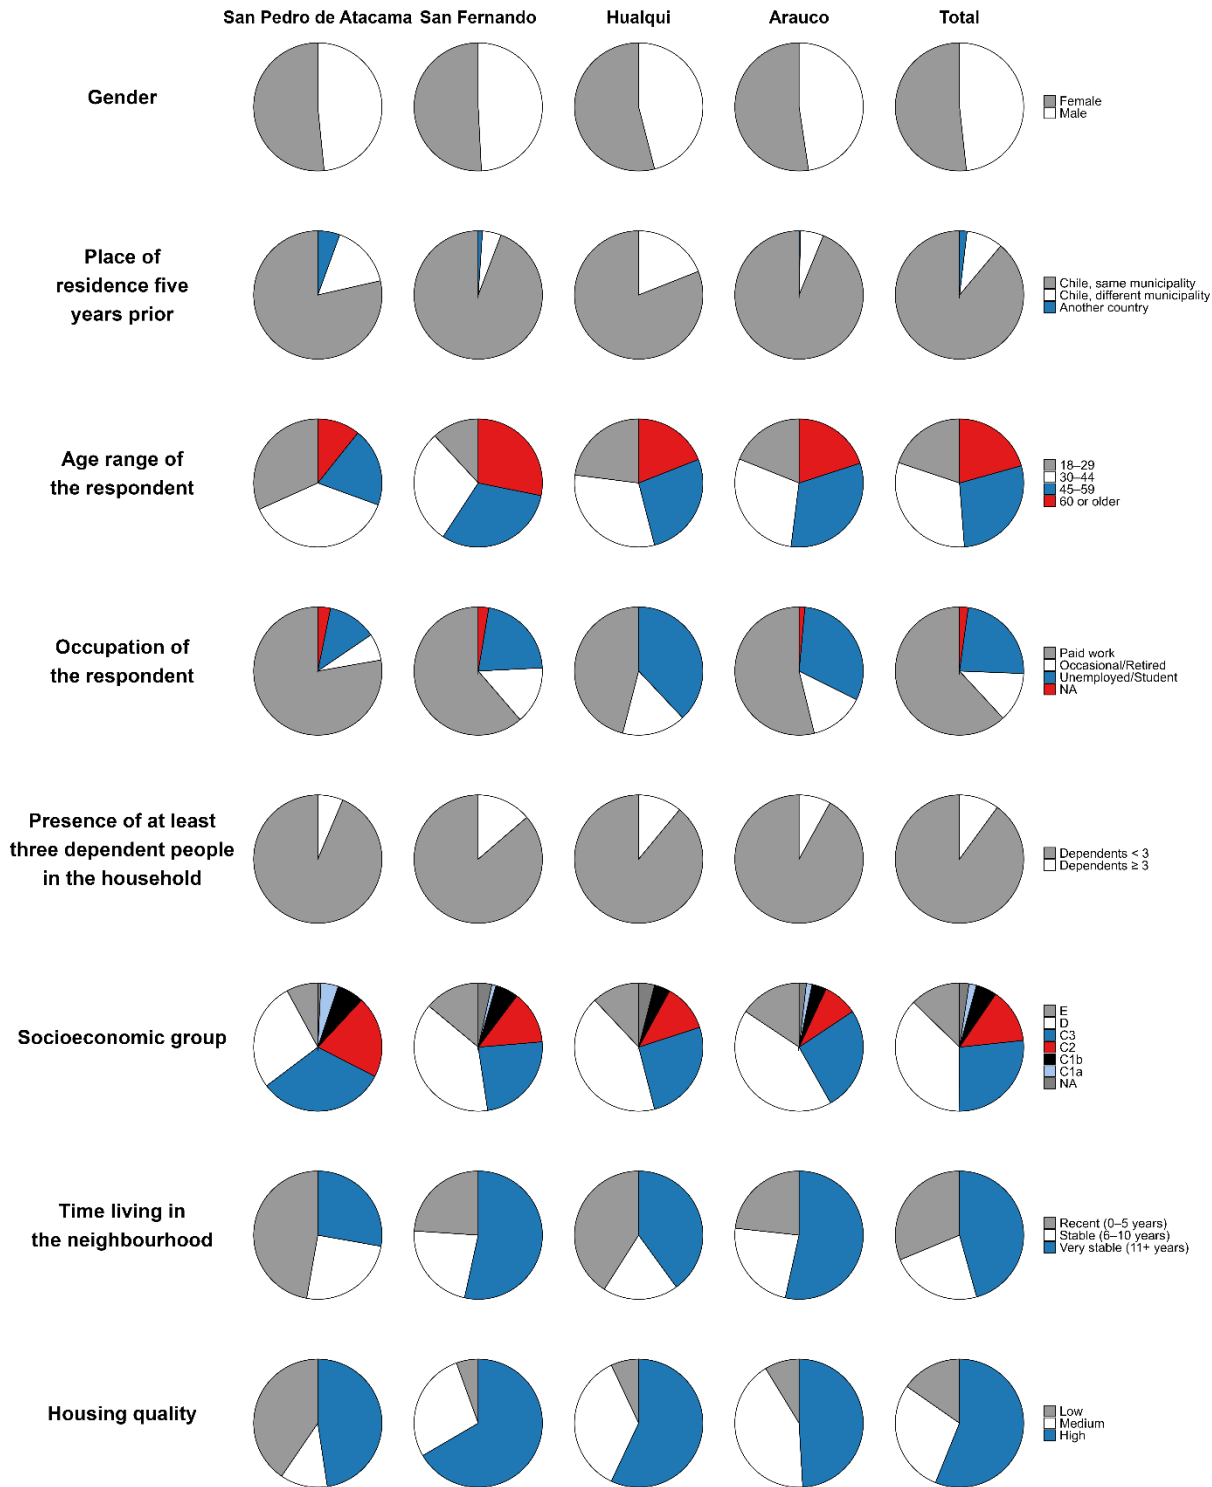 San Pedro de Atacama San Fernando Hualqui Arauco Total
Gender
Female
Male
Place of
residence five
years prior
Chile, same municipality
Chile, different municipality
Another country
Age range of
the respondent
18–29
30–44
45–59
60 or older
Occupation of
the respondent
Paid work
Occasional/Retired
Unemployed/Student
NA
Presence of at least
three dependent people
in the household
Dependents < 3
Dependents ≥ 3
Socioeconomic group
E
D
C3
C2
C1b
C1a
NA
Time living in
the neighbourhood
Recent (0–5 years)
Stable (6–10 years)
Very stable (11+ years)
Housing quality
Low
Medium
High